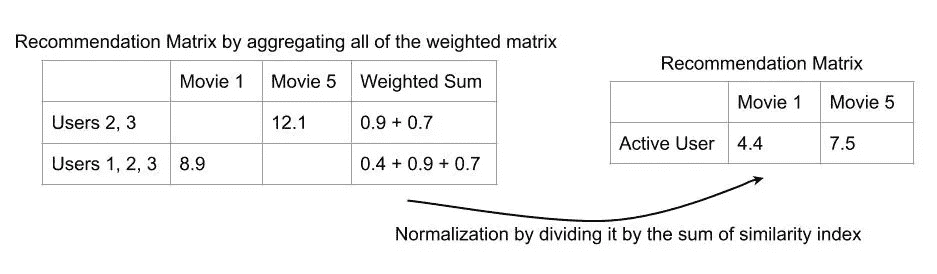 Recommendation Matrix by aggregating all of the weighted matrix
Movie 1 Movie 5 Weighted Sum
Users 2, 3 12.1 0.9 + 0.7
Users 1, 2, 3 8.9 0.4 + 0.9 + 0.7
Recommendation Matrix
Movie 1 Movie 5
Active User 4.4 7.5
Normalization by dividing it by the sum of similarity index